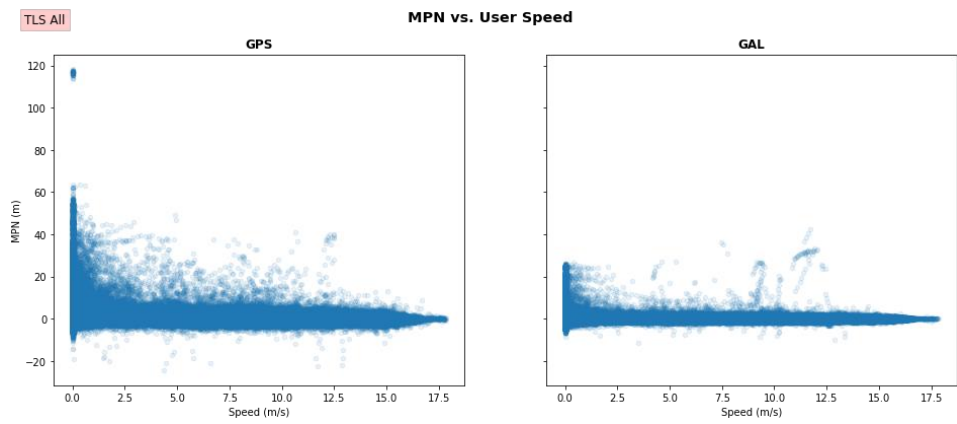 TLS All
MPN vs. User Speed
GPS
GAL
120
100
80
60
40
20
0
−20
MPN (m)
0.0 2.5 5.0 7.5 10.0 12.5 15.0 17.5
Speed (m/s)
0.0 2.5 5.0 7.5 10.0 12.5 15.0 17.5
Speed (m/s)